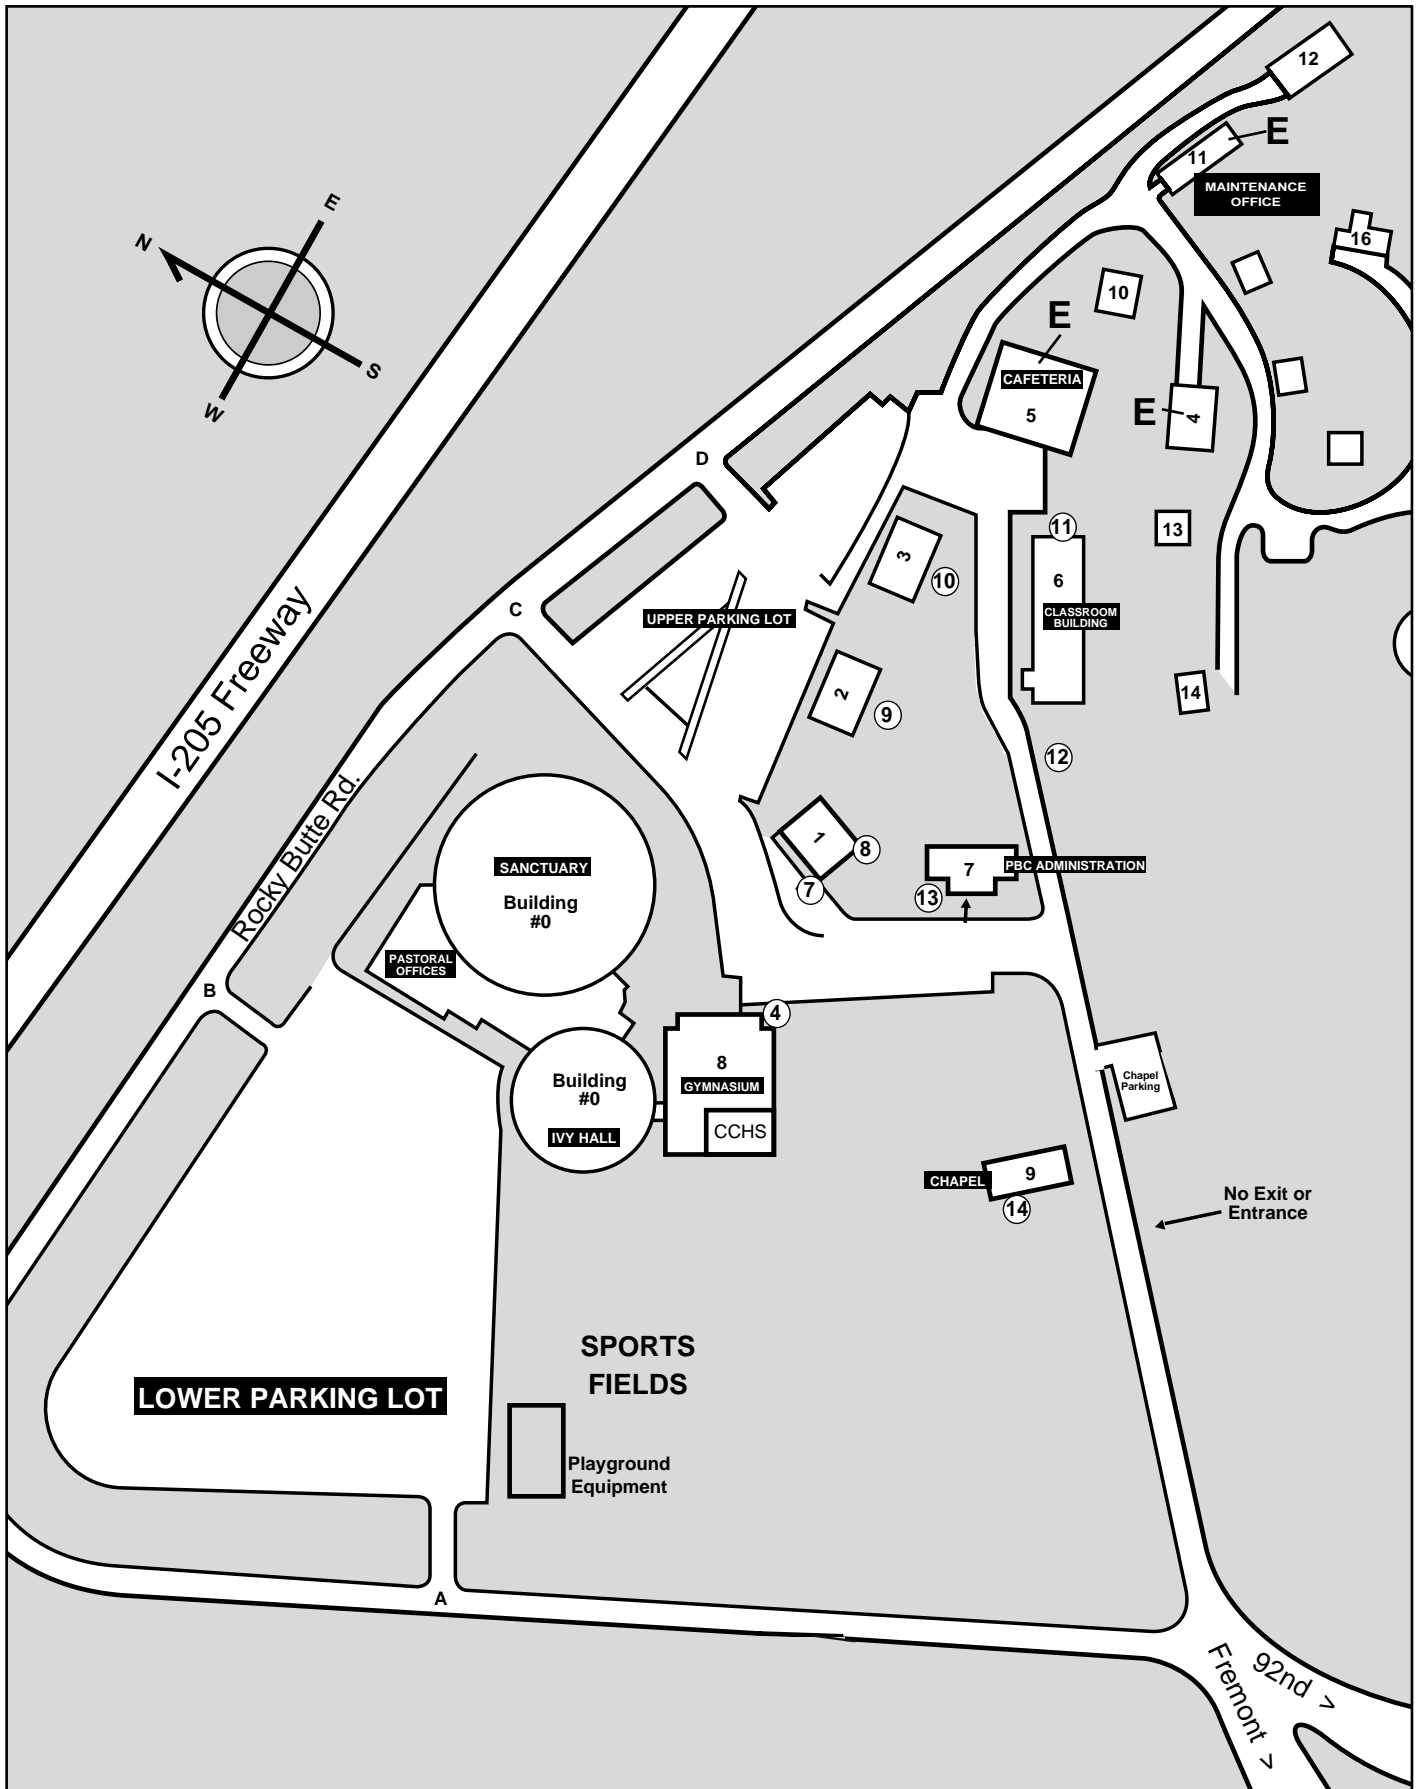 12
E
11
MAINTENANCE
OFFICE
E
N
16
10
E
S
W
CAFETERIA
5
E
4
D
11
13
3
10
6
C
UPPER PARKING LOT
CLASSROOM
BUILDING
I-205 Freeway
2
9
14
12
Rocky Butte Rd.
1
8
SANCTUARY
Building
#0
7
PBC ADMINISTRATION
7
13
PASTORAL
OFFICES
B
4
8
GYMNASIUM
Building
#0
IVY HALL
CCHS
Chapel
Parking
CHAPEL
9
14
No Exit or
Entrance
SPORTS
FIELDS
LOWER PARKING LOT
Playground
Equipment
A
92nd >
Fremont >